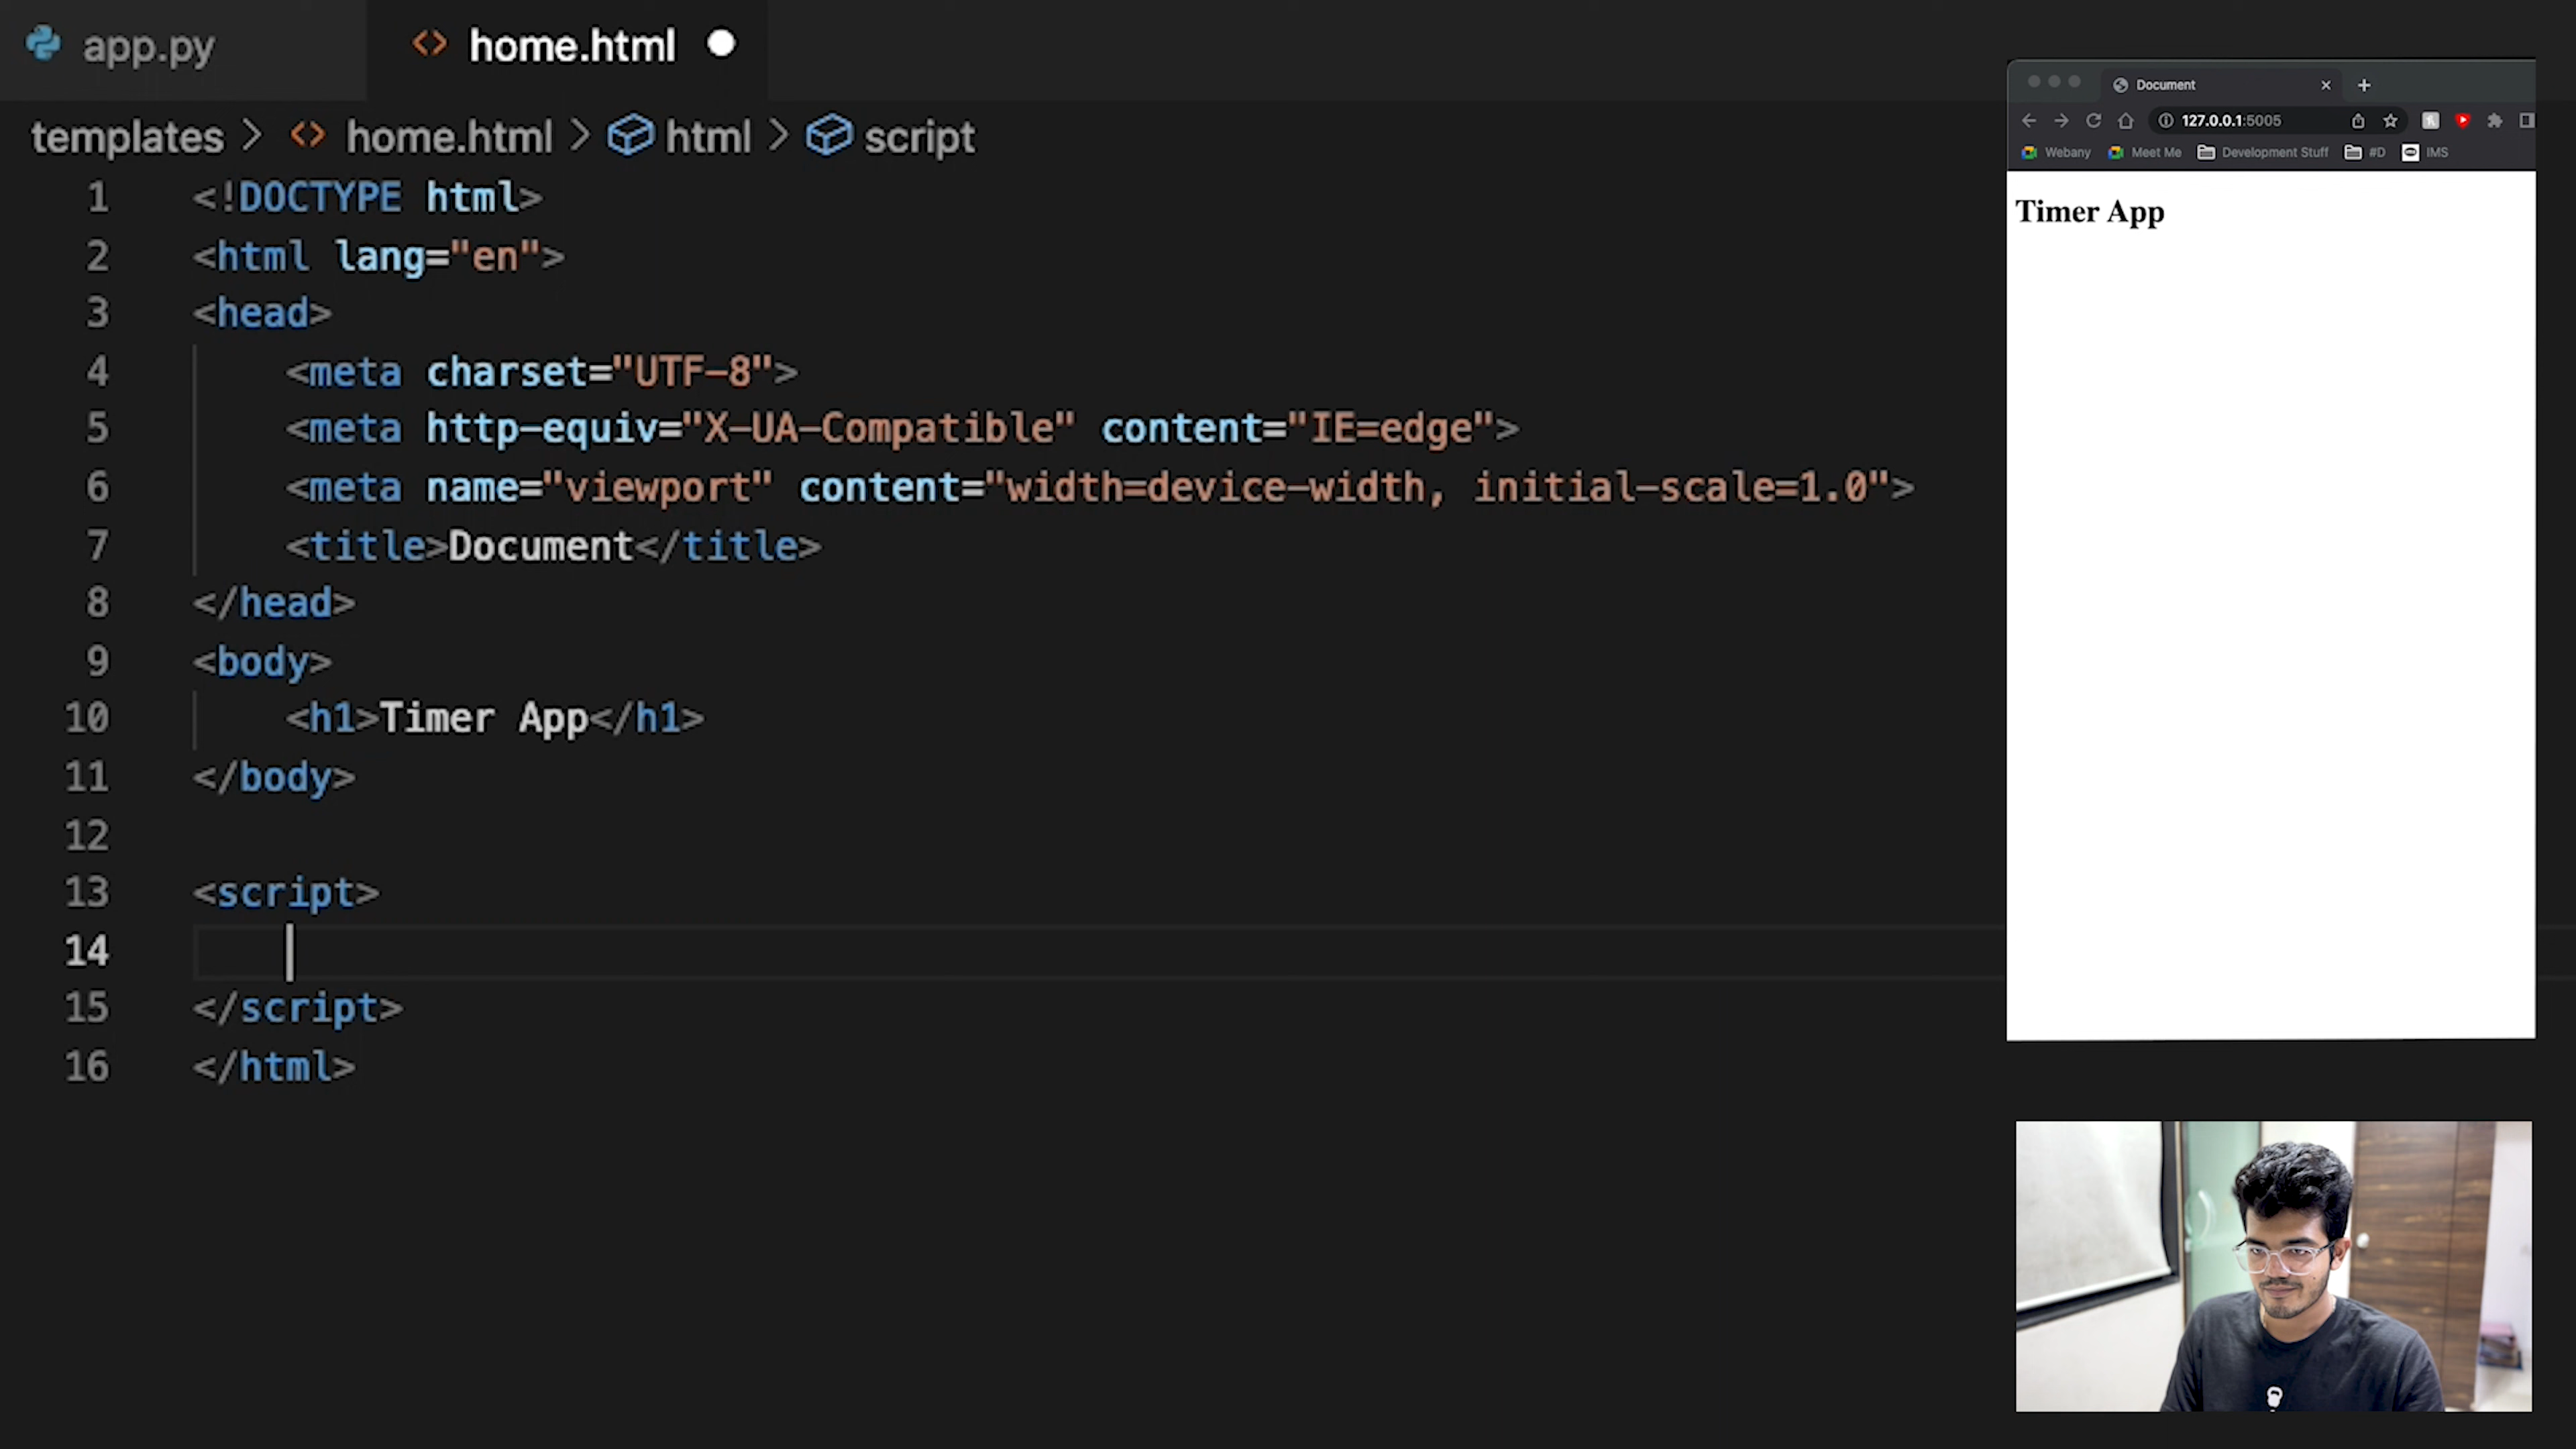 app.py
home.html
templates > home.html > html > script
1 <!DOCTYPE html>
2 <html lang="en">
3 <head>
4 <meta charset="UTF-8">
5 <meta http-equiv="X-UA-Compatible" content="IE=edge">
6 <meta name="viewport" content="width=device-width, initial-scale=1.0">
7 <title>Document</title>
8 </head>
9 <body>
10 <h1>Timer App</h1>
11 </body>
12
13 <script>
14
15 </script>
16 </html>
Document
127.0.0.1:5005
Webany Meet Me Development Stuff #D IMS
Timer App